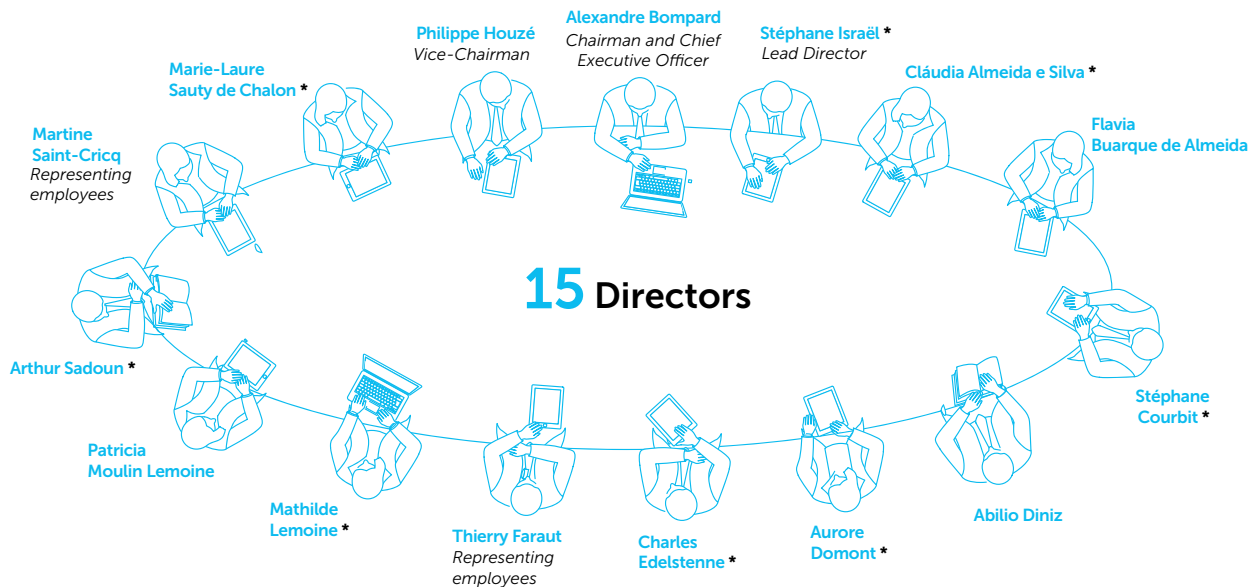 Alexandre Bompard
Chairman and Chief
Executive Officer
Philippe Houzé
Vice-Chairman
Stéphane Israël *
Lead Director
Marie-Laure
Sauty de Chalon *
Cláudia Almeida e Silva *
Martine
Saint-Cricq
Representing
employees
Flavia
Buarque de Almeida
15 Directors
Arthur Sadoun *
Stéphane
Courbit *
Patricia
Moulin Lemoine
Abilio Diniz
Mathilde
Lemoine *
Thierry Faraut
Representing
employees
Charles
Edelstenne *
Aurore
Domont *